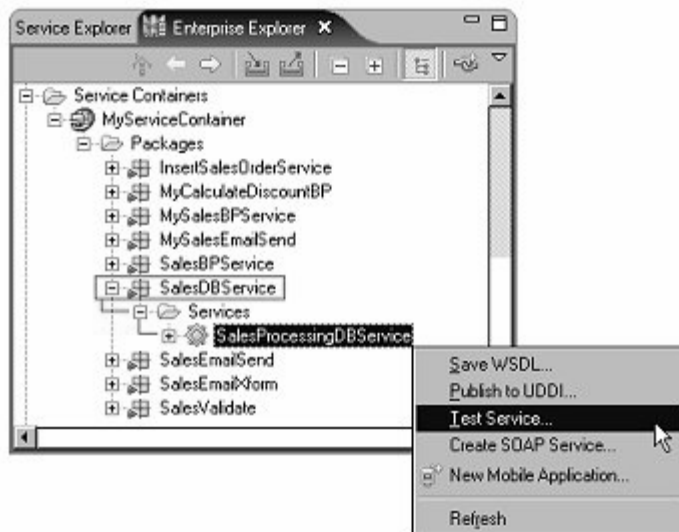 Service Explorer Enterprise Explorer
Service Containers
MyServiceContainer
Packages
InsertSalesOrderService
MyCalculateDiscountBP
MySalesBPService
MySalesEmailSend
SalesBPService
SalesDBService
Services
SalesProcessingDBService
SalesEmailSend
SalesEmailXform
SalesValidate
Save WSDL...
Publish to UDDI...
Test Service...
Create SOAP Service...
New Mobile Application...
Refresh